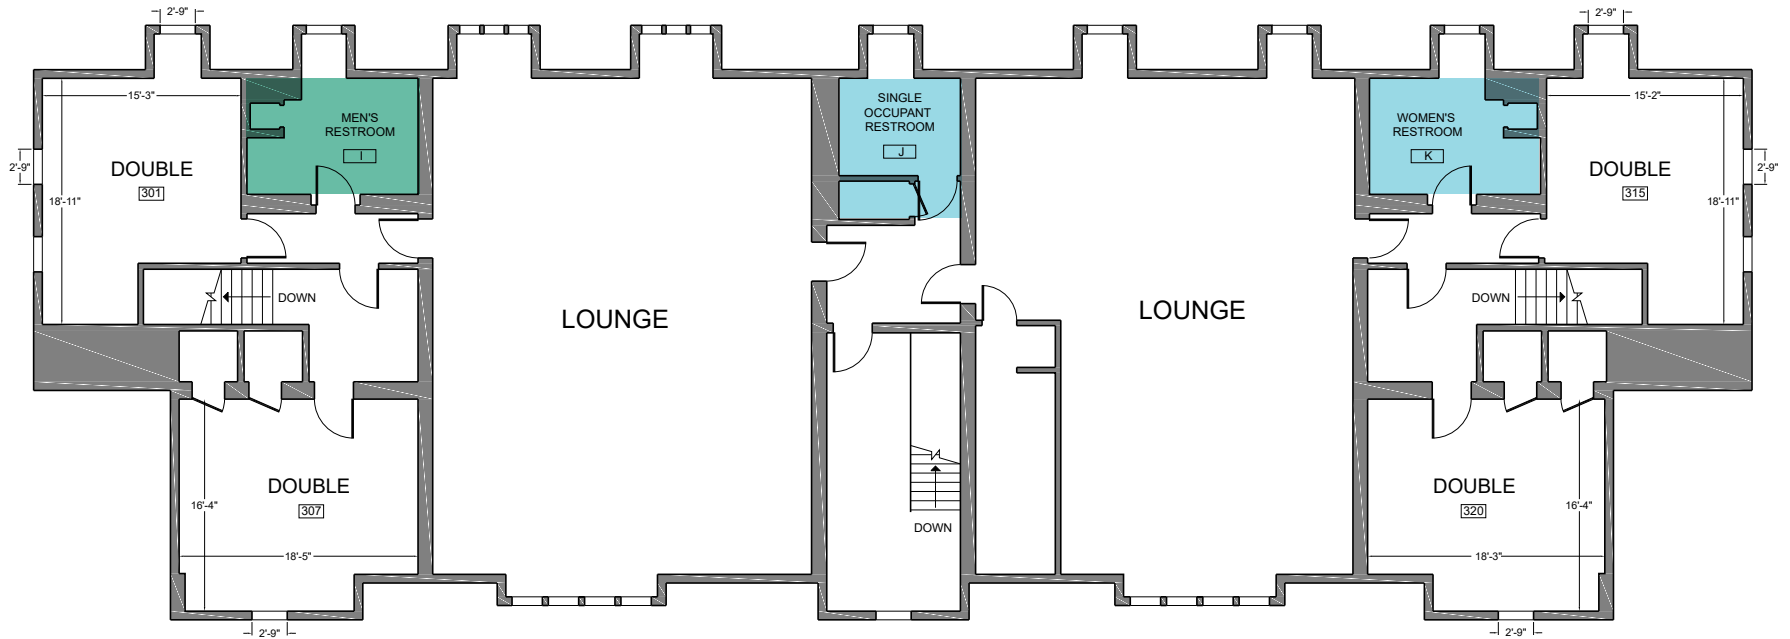 2'-9"
2'-9"
15'-3"
15'-2"
MEN'S
RESTROOM
I
SINGLE
OCCUPANT
RESTROOM
J
WOMEN'S
RESTROOM
K
2'-9"
DOUBLE
301
18'-11"
DOUBLE
315
2'-9"
18'-11"
DOWN
DOWN
LOUNGE
LOUNGE
DOUBLE
307
16'-4"
18'-5"
DOWN
DOUBLE
320
16'-4"
18'-3"
2'-9"
2'-9"